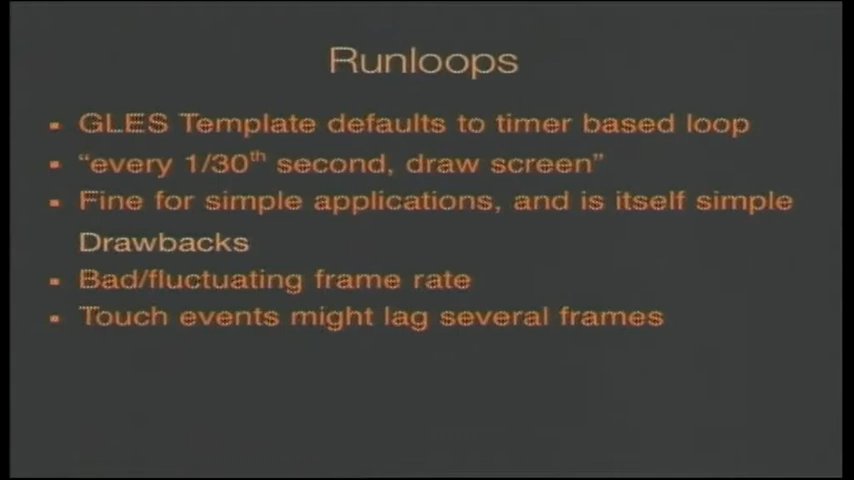 Runloops
GLES Template defaults to timer based loop
“every 1/30th second, draw screen”
Fine for simple applications, and is itself simple
Drawbacks
Bad/fluctuating frame rate
Touch events might lag several frames